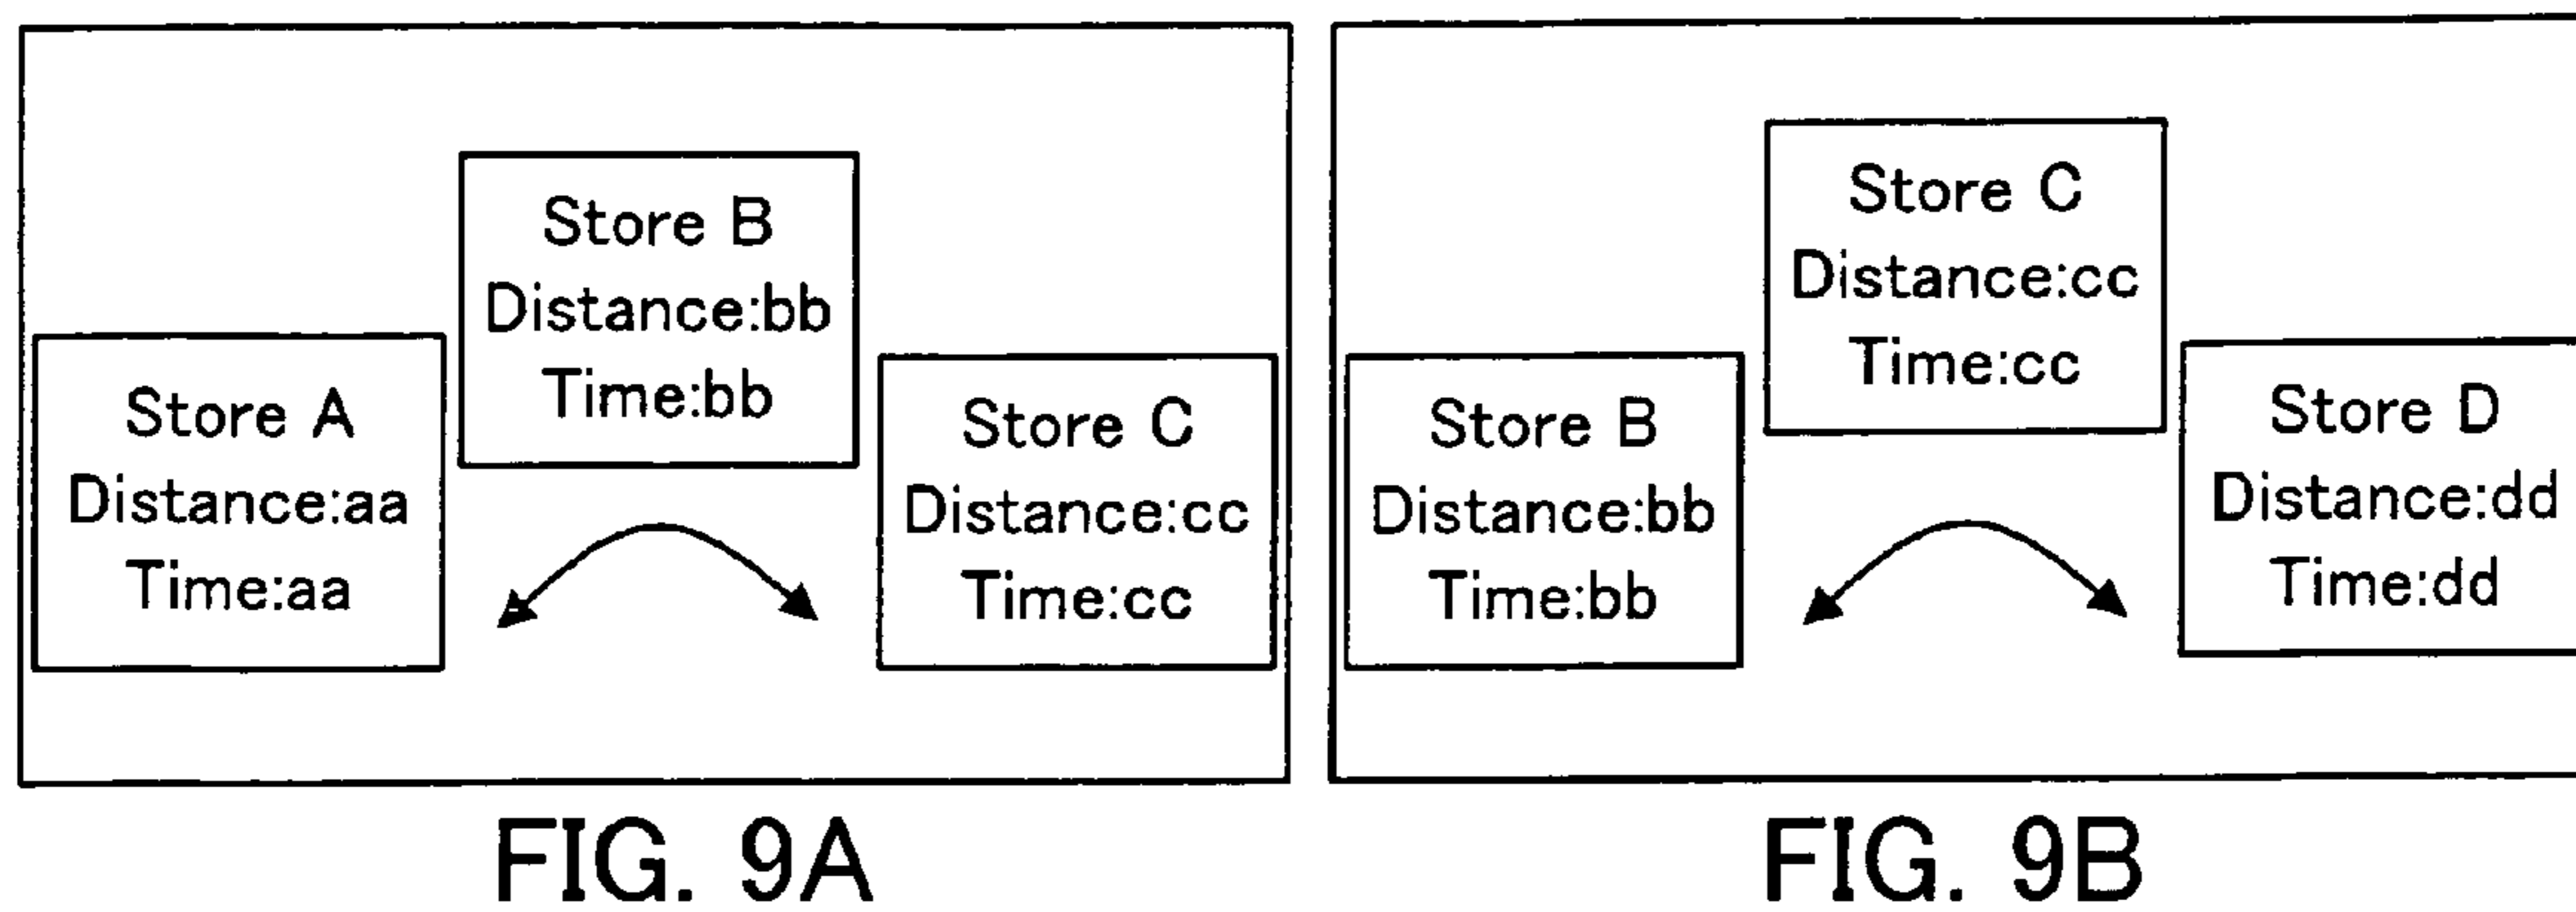 Store A
Distance:aa
Time:aa
Store B
Distance:bb
Time:bb
Store C
Distance:cc
Time:cc
FIG. 9A
Store B
Distance:bb
Time:bb
Store C
Distance:cc
Time:cc
Store D
Distance:dd
Time:dd
FIG. 9B